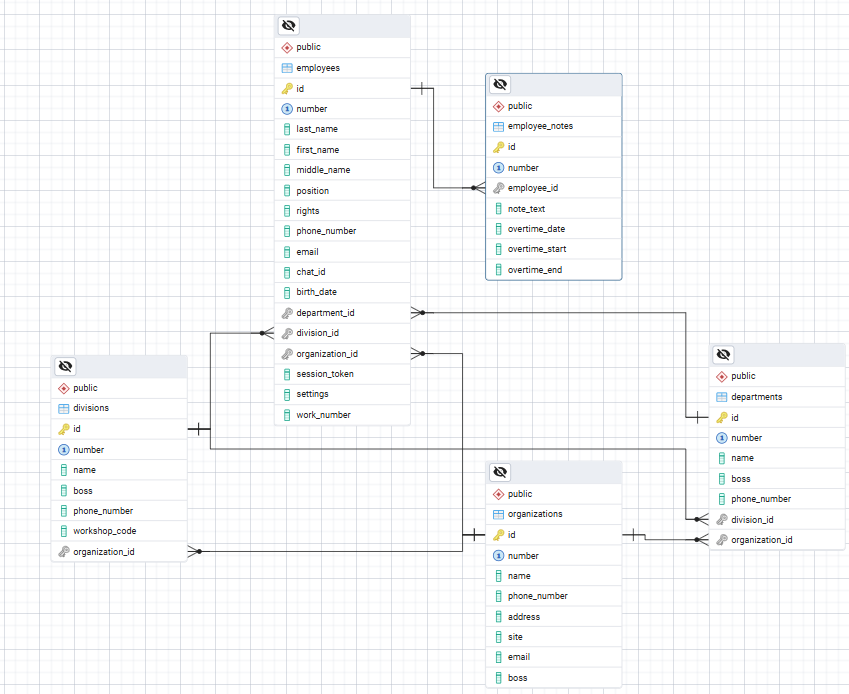 public
employees
id
number
last_name
first_name
middle_name
position
rights
phone_number
email
chat_id
birth_date
department_id
division_id
organization_id
session_token
settings
work_number
public
employee_notes
id
number
employee_id
note_text
overtime_date
overtime_start
overtime_end
public
divisions
id
number
name
boss
phone_number
workshop_code
organization_id
public
organizations
id
number
name
phone_number
address
site
email
boss
public
departments
id
number
name
boss
phone_number
division_id
organization_id